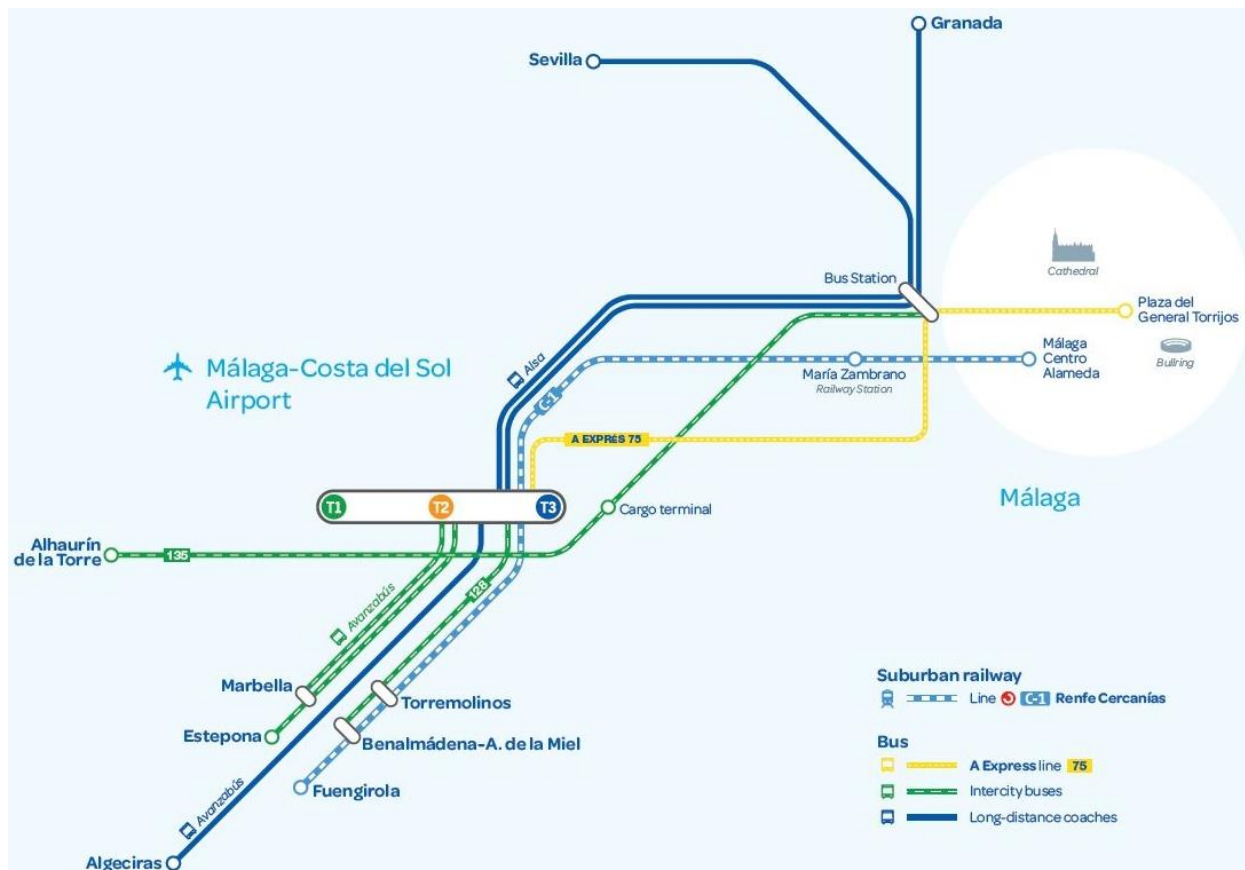 Granada
Sevilla
Cathedral
Bus Station
Plaza del
General Torrijos
Málaga
Centro
Alameda
Bullring
María Zambrano
Railway Station
Alsa
C-1
Málaga-Costa del Sol
Airport
A EXPRÉS 75
Málaga
T1
T2
T3
Cargo terminal
Alhaurín
de la Torre
135
Avanzabús
128
Marbella
Torremolinos
Estepona
Benalmádena-A. de la Miel
Fuengirola
Avanzabús
Algeciras
Suburban railway
Line C-1 Renfe Cercanías
Bus
A Express line 75
Intercity buses
Long-distance coaches